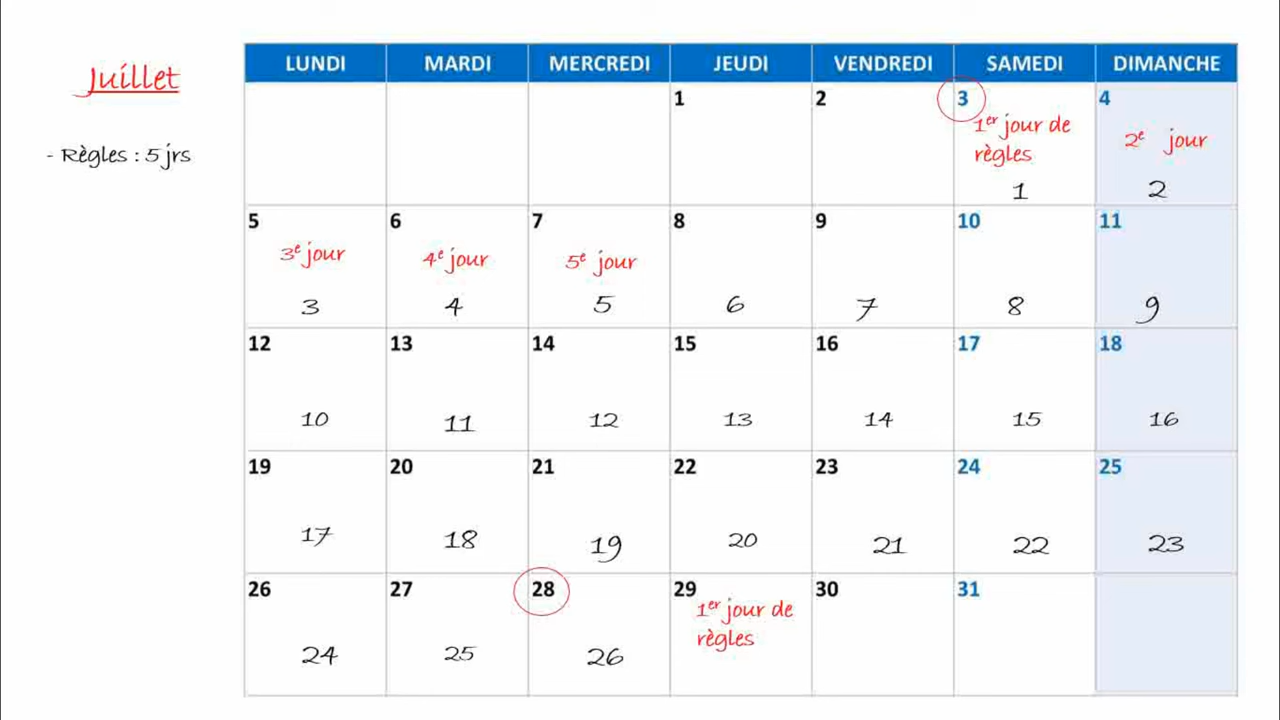 Juillet
- Règles : 5 jrs
LUNDI MARDI MERCREDI JEUDI VENDREDI SAMEDI DIMANCHE
1 2 3 4
1er jour de
règles
2e jour
1 2
5 6 7 8 9 10 11
3e jour 4e jour 5e jour
3 4 5 6 7 8 9
12 13 14 15 16 17 18
10 11 12 13 14 15 16
19 20 21 22 23 24 25
17 18 19 20 21 22 23
26 27 28 29 30 31
1er jour de
règles
24 25 26